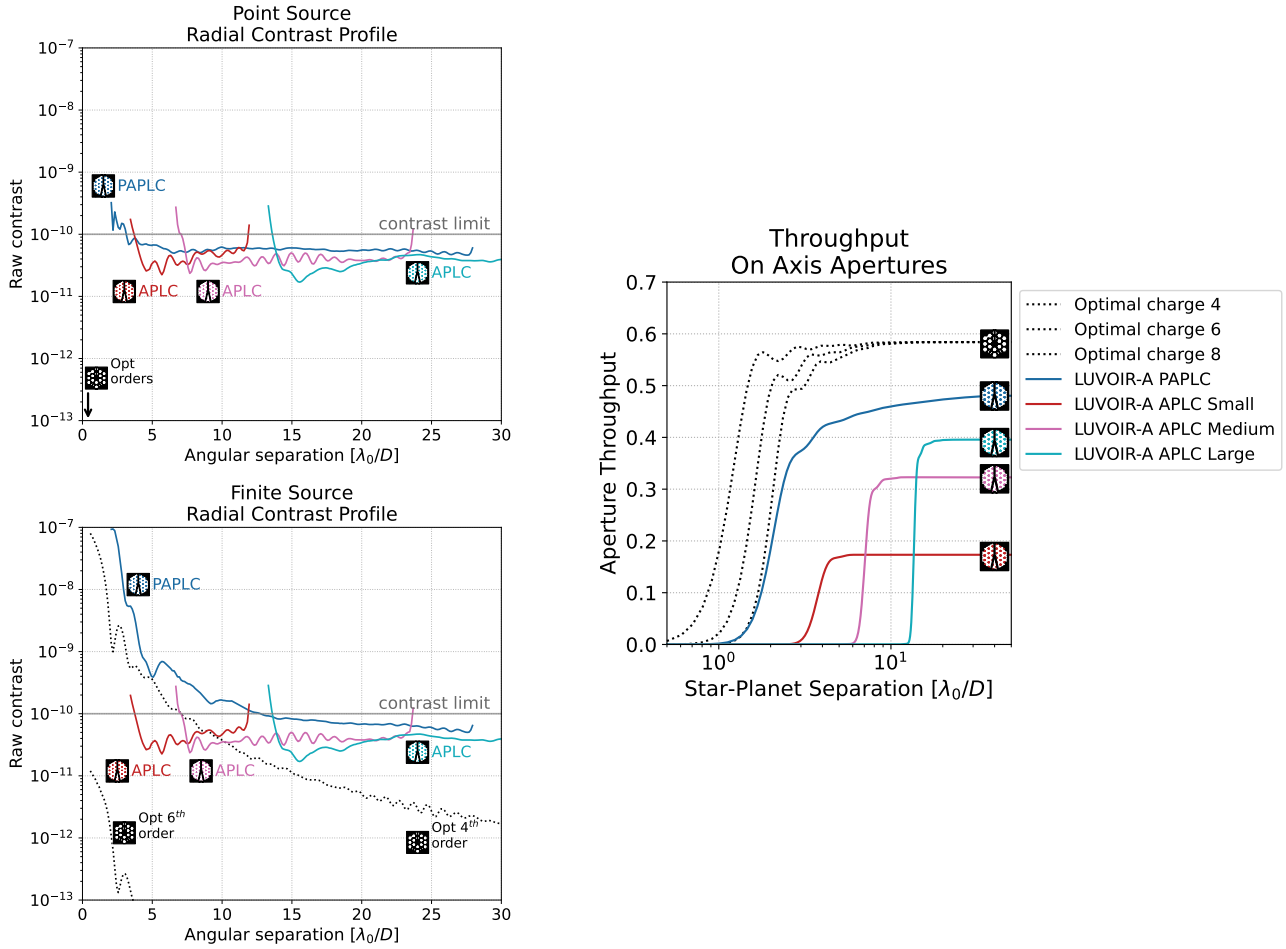 Point Source
Radial Contrast Profile
10⁻⁷
10⁻⁸
10⁻⁹
10⁻¹⁰
10⁻¹¹
10⁻¹²
10⁻¹³
Raw contrast
PAPLC
contrast limit
APLC
APLC
APLC
Opt
orders
0 5 10 15 20 25 30
Angular separation [λ₀/D]
Finite Source
Radial Contrast Profile
10⁻⁷
10⁻⁸
10⁻⁹
10⁻¹⁰
10⁻¹¹
10⁻¹²
10⁻¹³
Raw contrast
PAPLC
contrast limit
APLC
APLC
APLC
Opt 6ᵗʰ
order
Opt 4ᵗʰ
order
0 5 10 15 20 25 30
Angular separation [λ₀/D]
Throughput
On Axis Apertures
0.7
0.6
0.5
0.4
0.3
0.2
0.1
0.0
Aperture Throughput
10⁰ 10¹
Star-Planet Separation [λ₀/D]
Optimal charge 4
Optimal charge 6
Optimal charge 8
LUVOIR-A PAPLC
LUVOIR-A APLC Small
LUVOIR-A APLC Medium
LUVOIR-A APLC Large